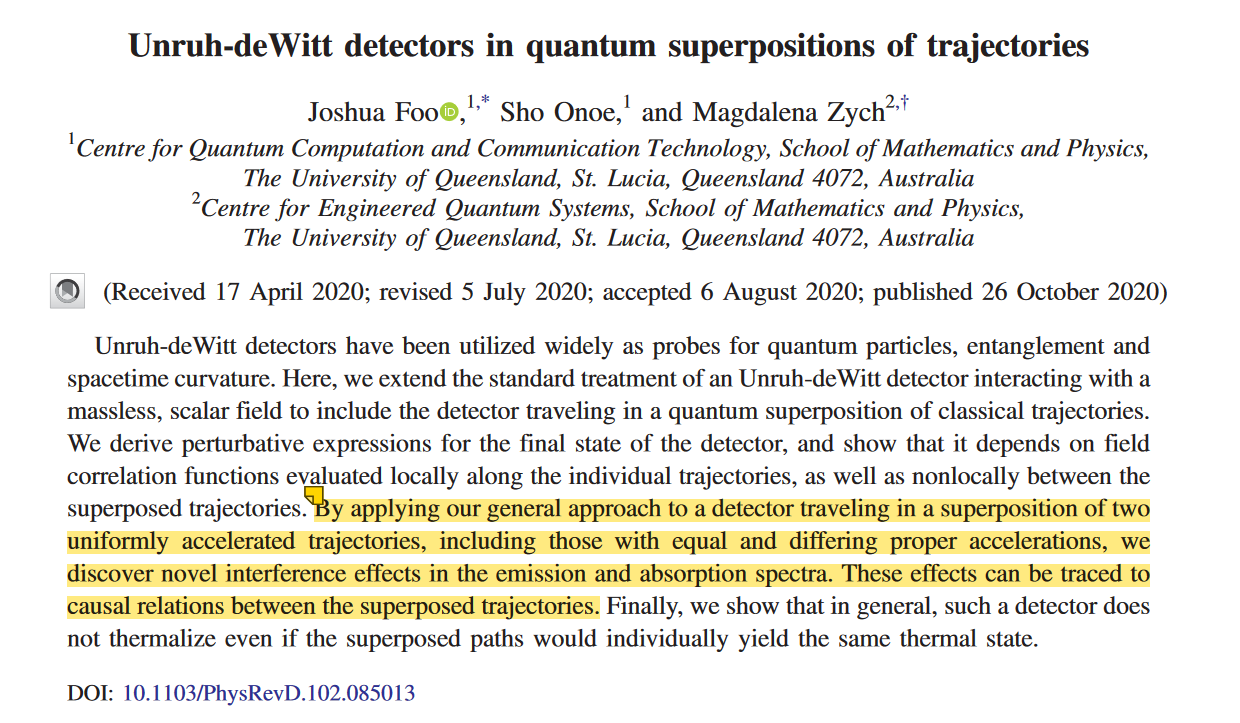 Unruh-deWitt detectors in quantum superpositions of trajectories
Joshua Foo iD,1,* Sho Onoe,1 and Magdalena Zych2,†
1Centre for Quantum Computation and Communication Technology, School of Mathematics and Physics,
The University of Queensland, St. Lucia, Queensland 4072, Australia
2Centre for Engineered Quantum Systems, School of Mathematics and Physics,
The University of Queensland, St. Lucia, Queensland 4072, Australia
(Received 17 April 2020; revised 5 July 2020; accepted 6 August 2020; published 26 October 2020)
Unruh-deWitt detectors have been utilized widely as probes for quantum particles, entanglement and
spacetime curvature. Here, we extend the standard treatment of an Unruh-deWitt detector interacting with a
massless, scalar field to include the detector traveling in a quantum superposition of classical trajectories.
We derive perturbative expressions for the final state of the detector, and show that it depends on field
correlation functions evaluated locally along the individual trajectories, as well as nonlocally between the
superposed trajectories. By applying our general approach to a detector traveling in a superposition of two
uniformly accelerated trajectories, including those with equal and differing proper accelerations, we
discover novel interference effects in the emission and absorption spectra. These effects can be traced to
causal relations between the superposed trajectories. Finally, we show that in general, such a detector does
not thermalize even if the superposed paths would individually yield the same thermal state.
DOI: 10.1103/PhysRevD.102.085013